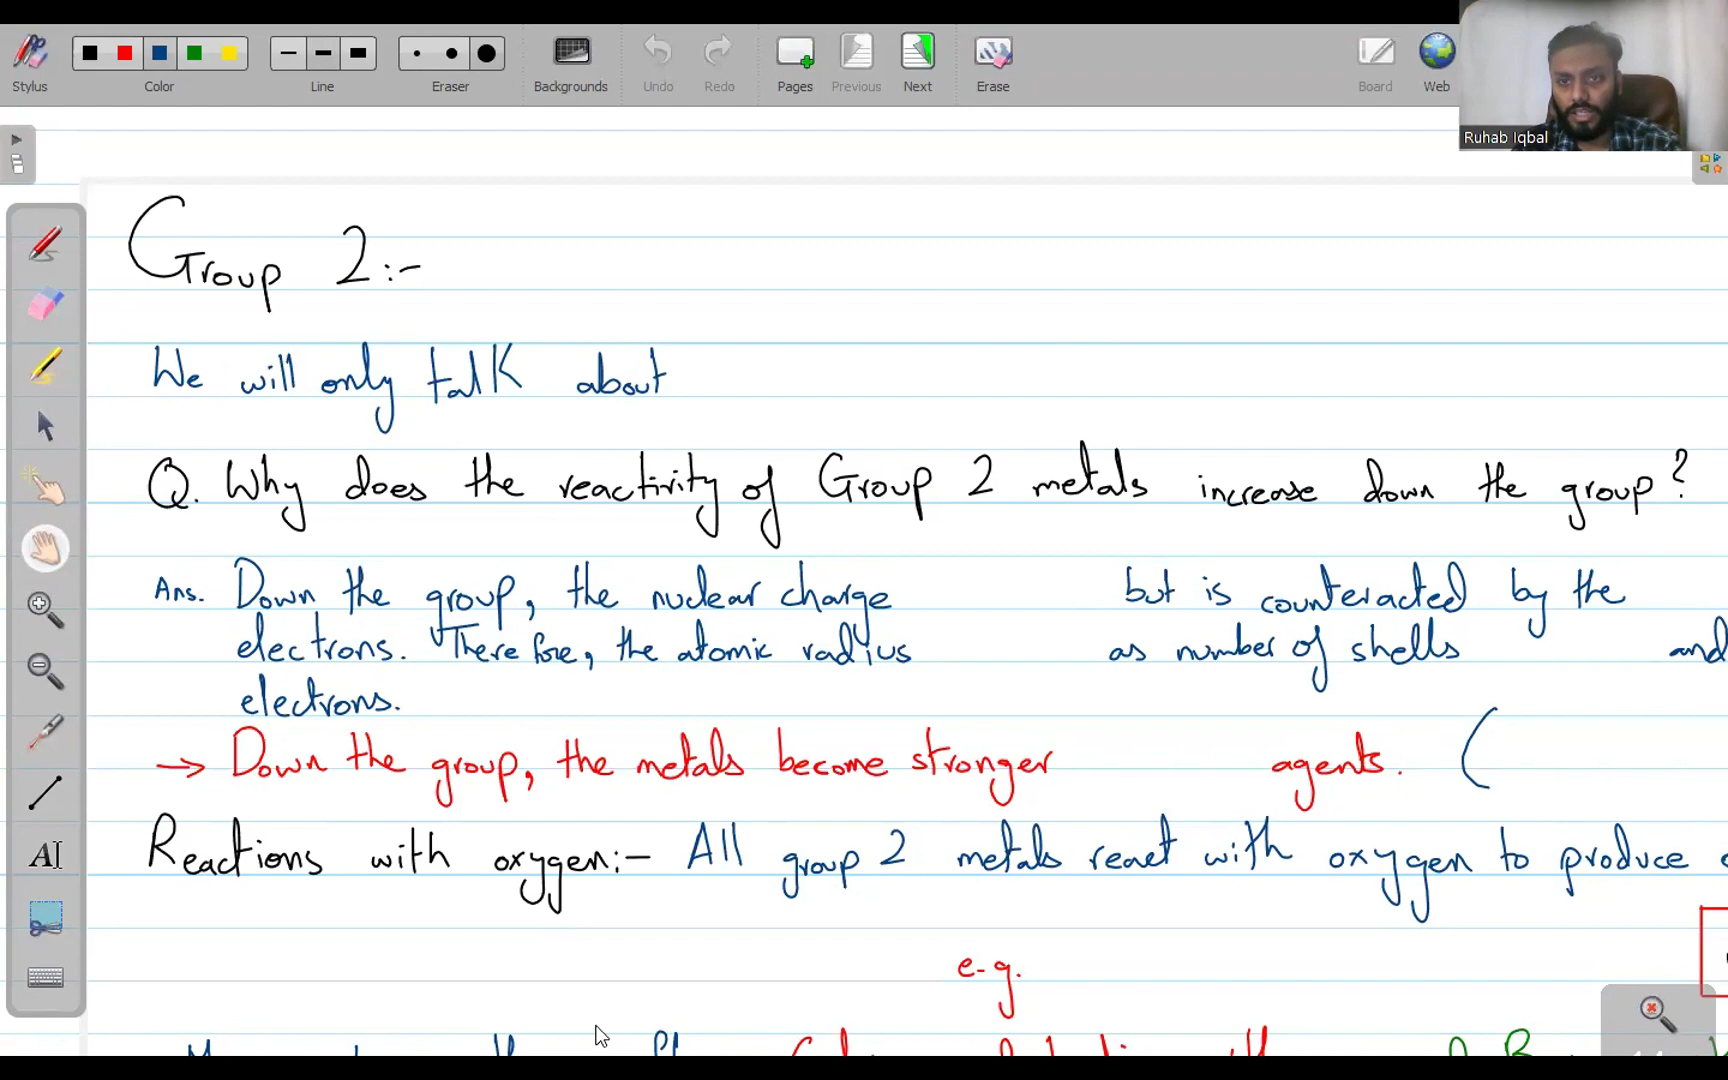 Stylus
Color
Line
Eraser
Backgrounds
Undo
Redo
Pages
Previous
Next
Erase
Board
Web
Ruhab Iqbal
Group 2:-
We will only talk about
Q. Why does the reactivity of Group 2 metals increase down the group?
Ans. Down the group, the nuclear charge but is counteracted by the
electrons. Therefore, the atomic radius as number of shells and
electrons.
→ Down the group, the metals become stronger agents. (
Reactions with oxygen:- All group 2 metals react with oxygen to produce
e-g.